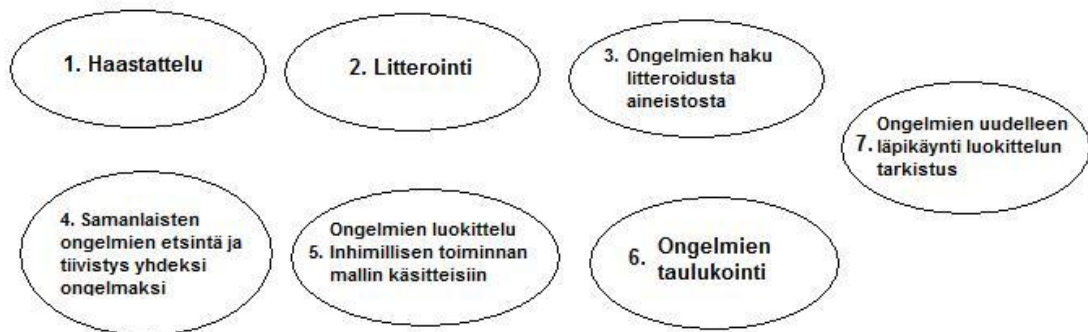 1. Haastattelu
2. Litterointi
3. Ongelmien haku
litteroidusta
aineistosta
4. Samanlaisten
ongelmien etsintä ja
tiivistys yhdeksi
ongelmaksi
Ongelmien luokittelu
5. Inhimillisen toiminnan
mallin käsitteisiin
6. Ongelmien
taulukointi
Ongelmien uudelleen
7. läpikäynti luokittelun
tarkistus